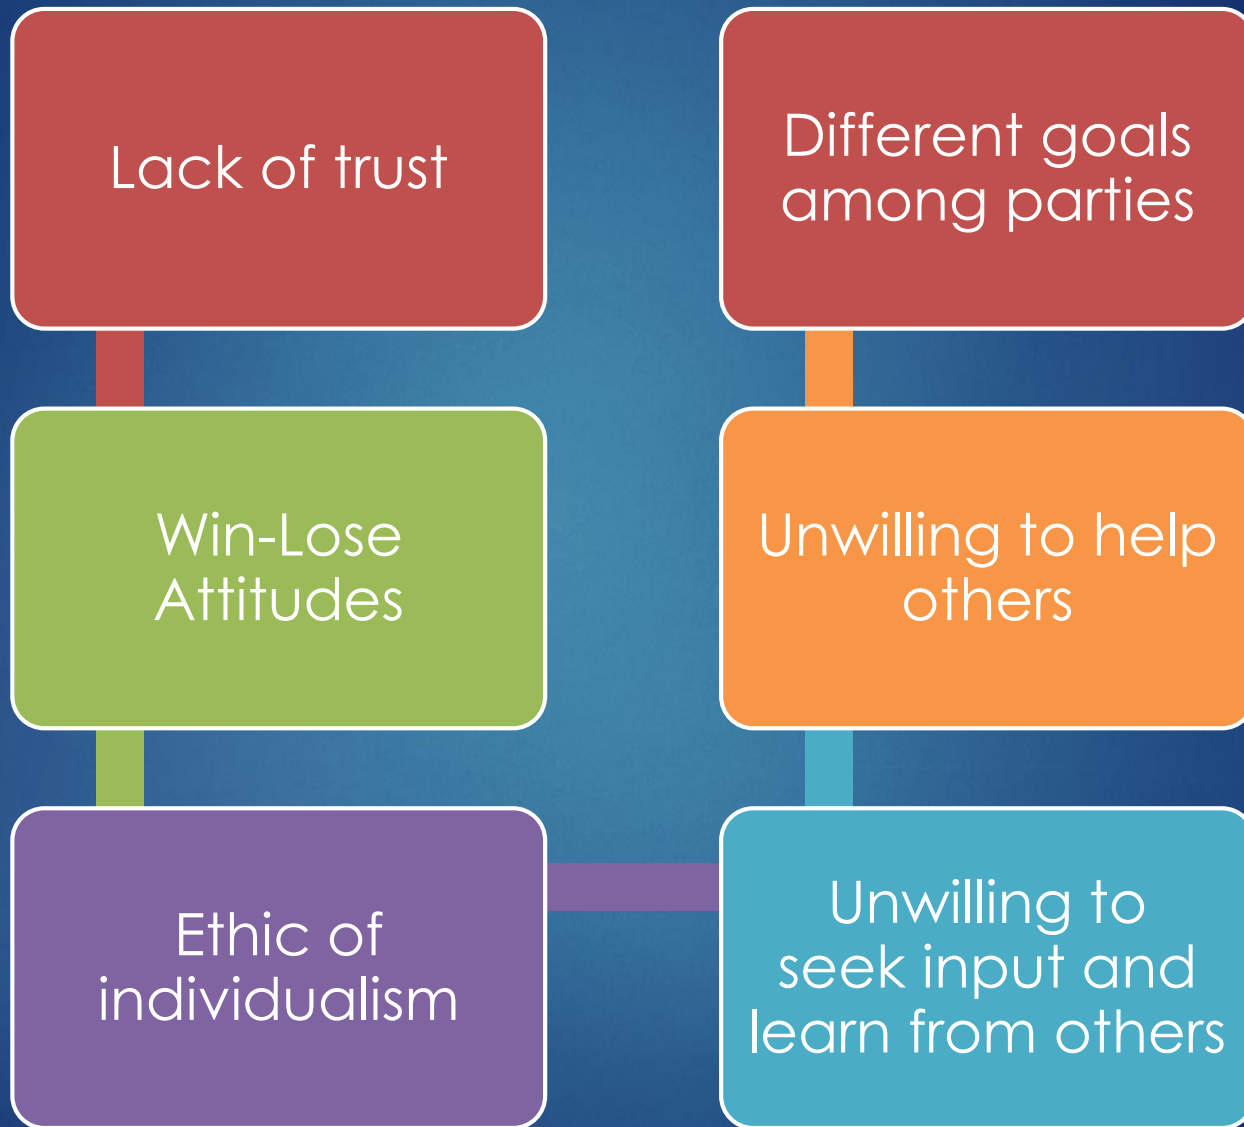 Lack of trust
Win-Lose
Attitudes
Ethic of
individualism
Unwilling to
seek input and
learn from others
Unwilling to help
others
Different goals
among parties